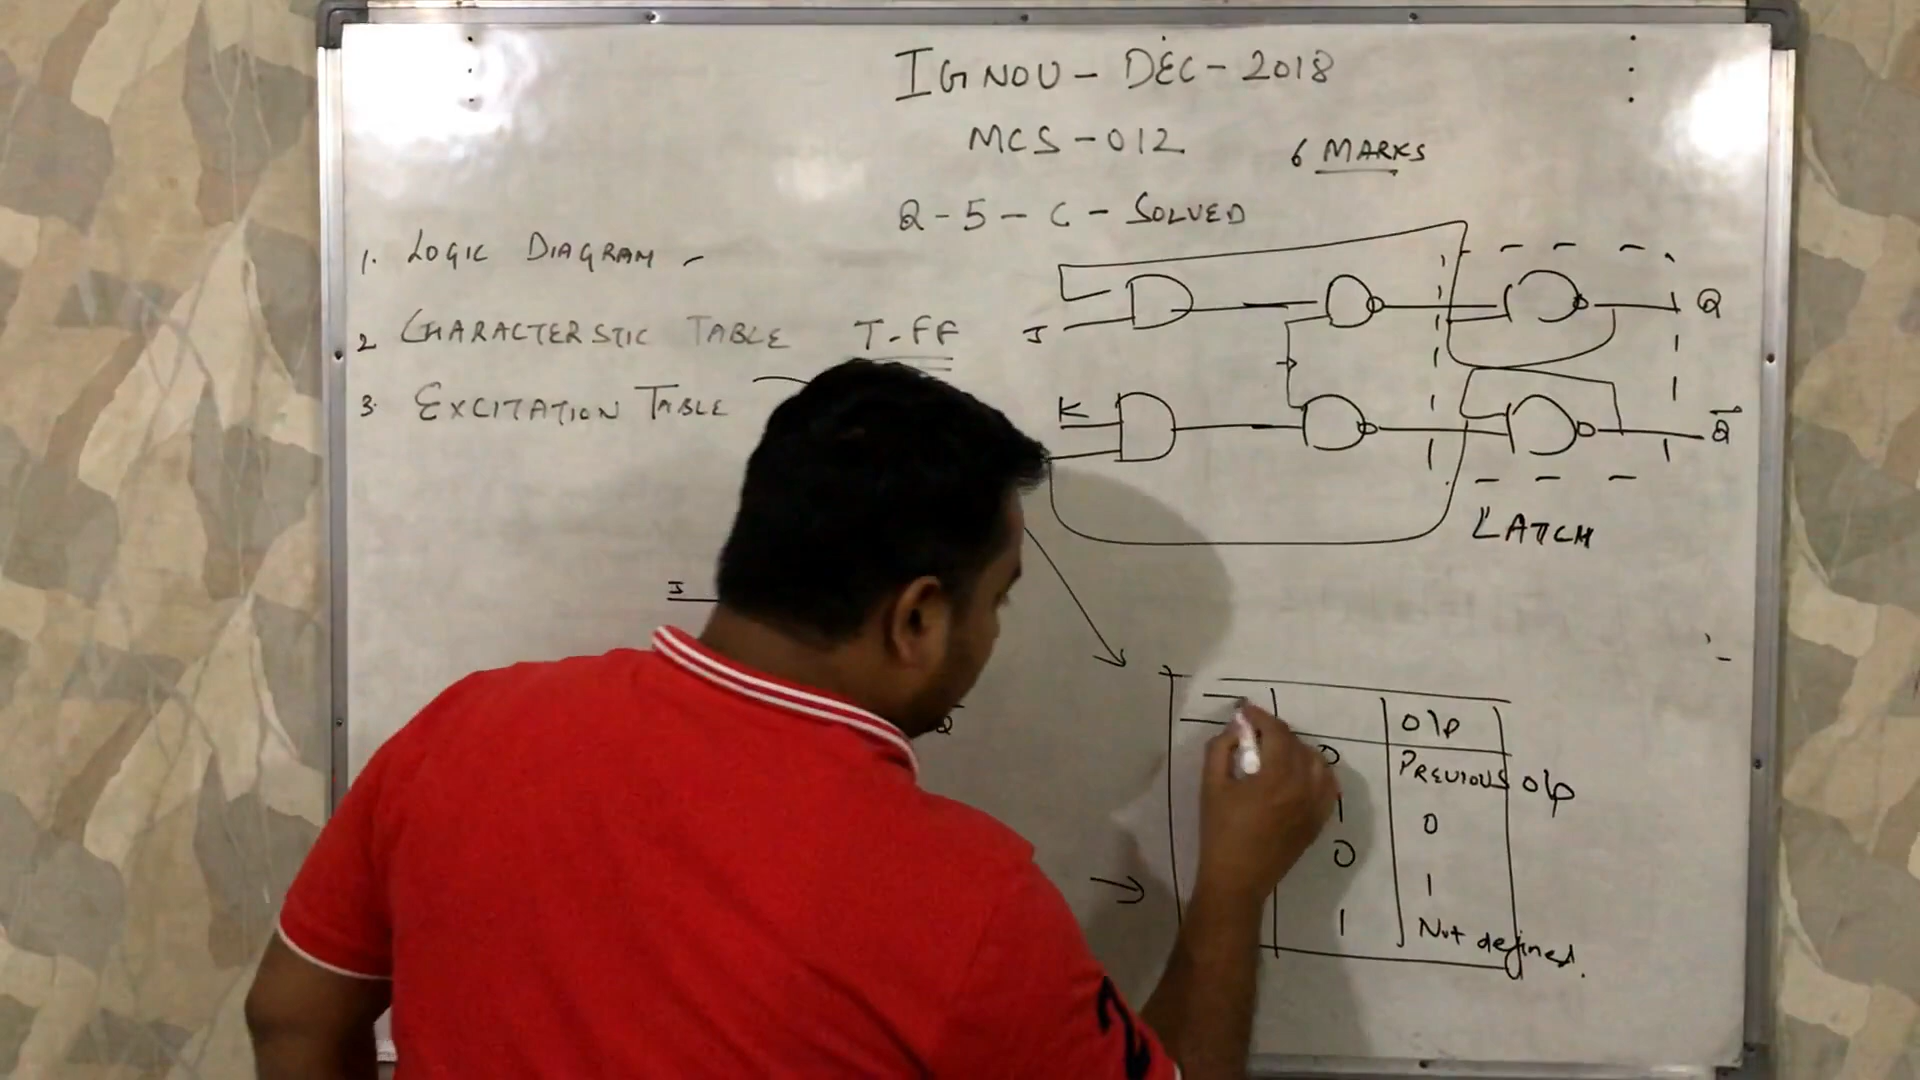 IGNOU - DEC - 2018
MCS - 012
6 MARKS
Q - 5 - C - SOLVED
1. LOGIC DIAGRAM -
2 CHARACTERSTIC TABLE T-FF
3. EXCITATION TABLE
J
K
Q
Q̅
LATCH
J
Q̅
O/P
0 PREVIOUS O/P
1 0
0 1
1 Not defined.